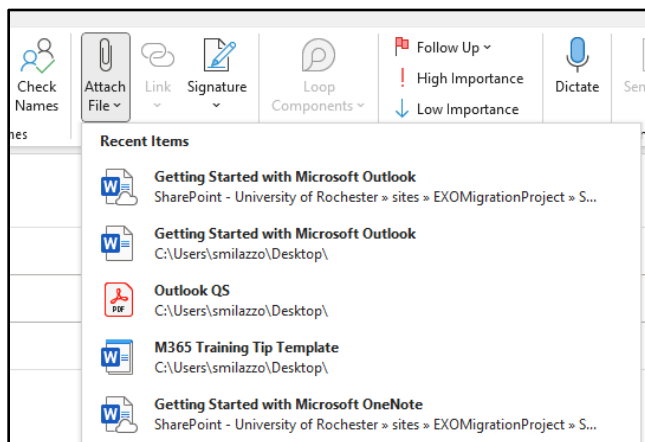 Check
Names
Attach
File
Link
Signature
Loop
Components
Follow Up
High Importance
Low Importance
Dictate
Recent Items
Getting Started with Microsoft Outlook
SharePoint - University of Rochester » sites » EXOMigrationProject » S...
Getting Started with Microsoft Outlook
C:\Users\smilazzo\Desktop\
PDF
Outlook QS
C:\Users\smilazzo\Desktop\
M365 Training Tip Template
C:\Users\smilazzo\Desktop\
Getting Started with Microsoft OneNote
SharePoint - University of Rochester » sites » EXOMigrationProject » S...